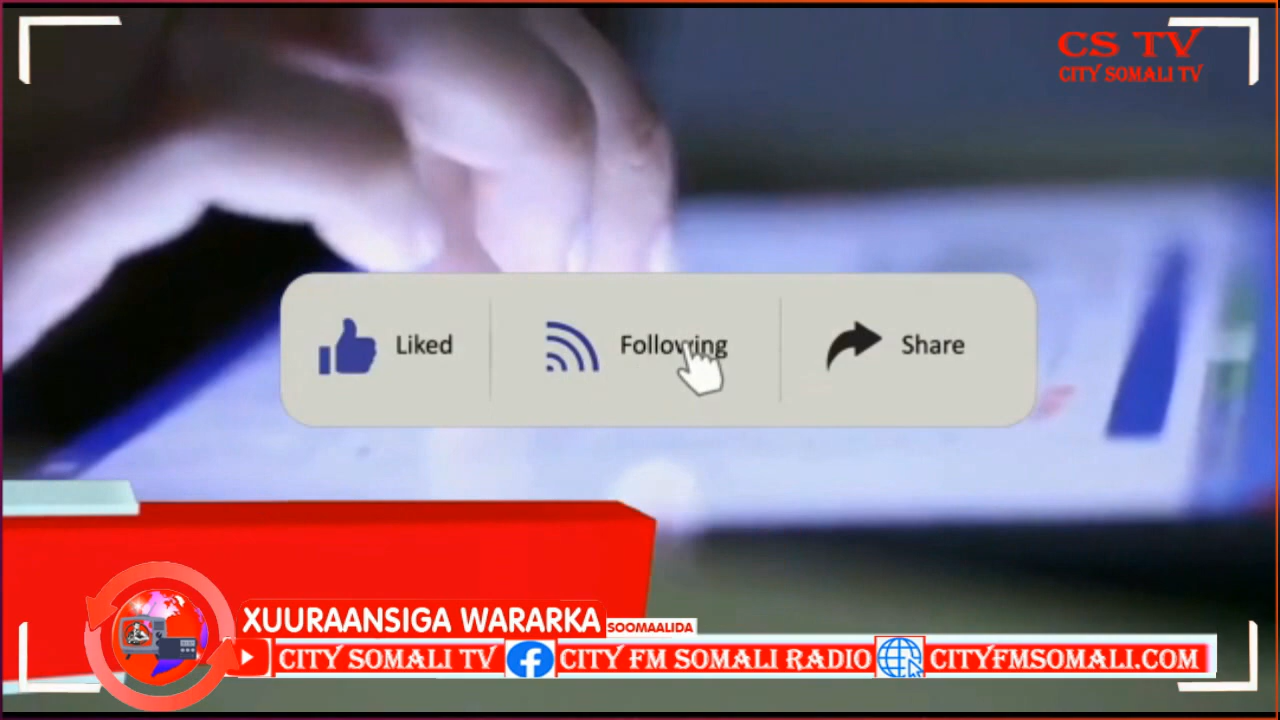 CS TV
CITY SOMALI TV
Liked Following Share
XUURAANSIGA WARARKA SOOMAALIDA
CITY SOMALI TV CITY FM SOMALI RADIO CITYFMSOMALI.COM